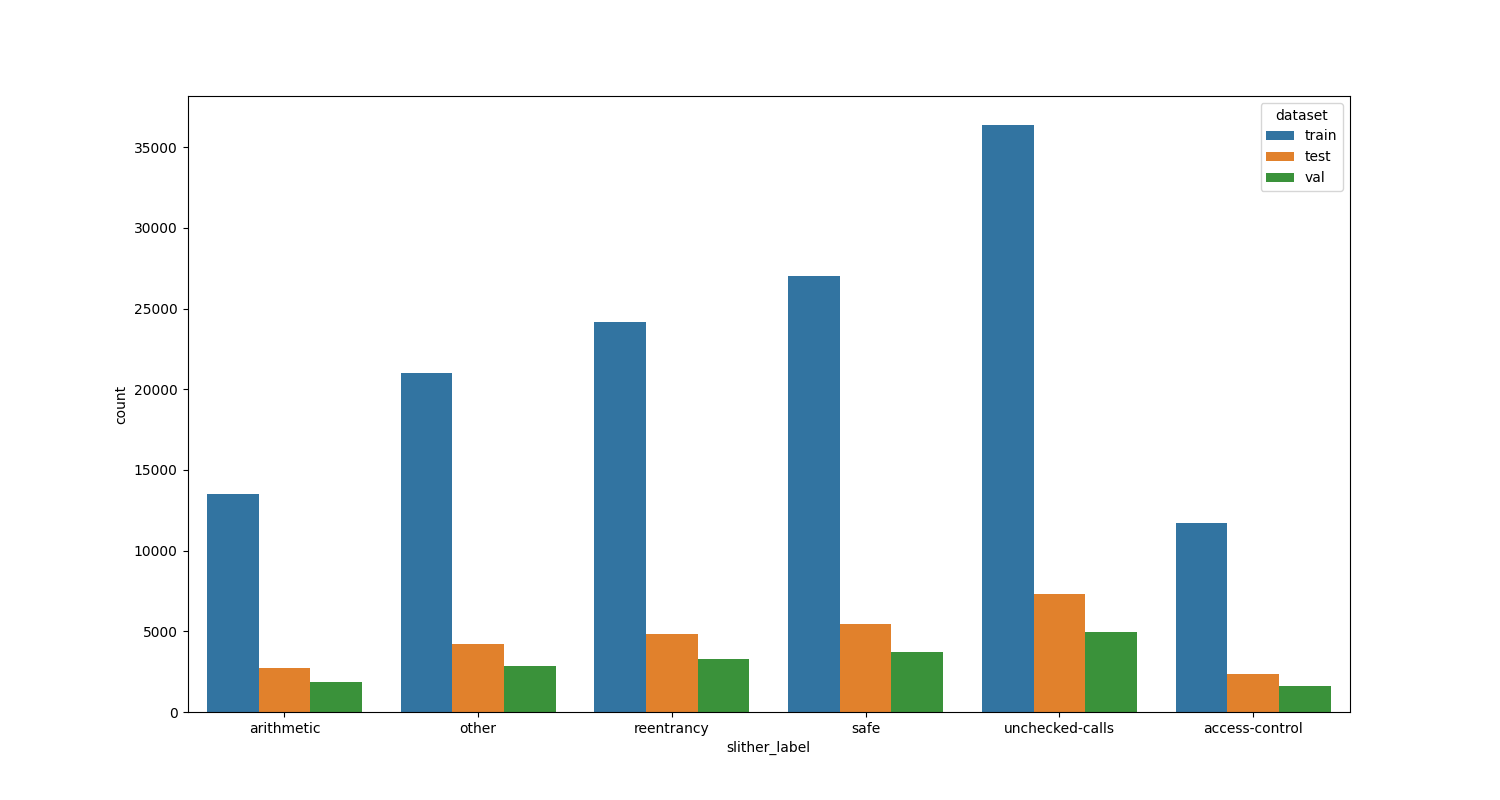 dataset
train
test
val
35000
30000
25000
20000
15000
10000
5000
0
count
arithmetic
other
reentrancy
safe
unchecked-calls
access-control
slither_label